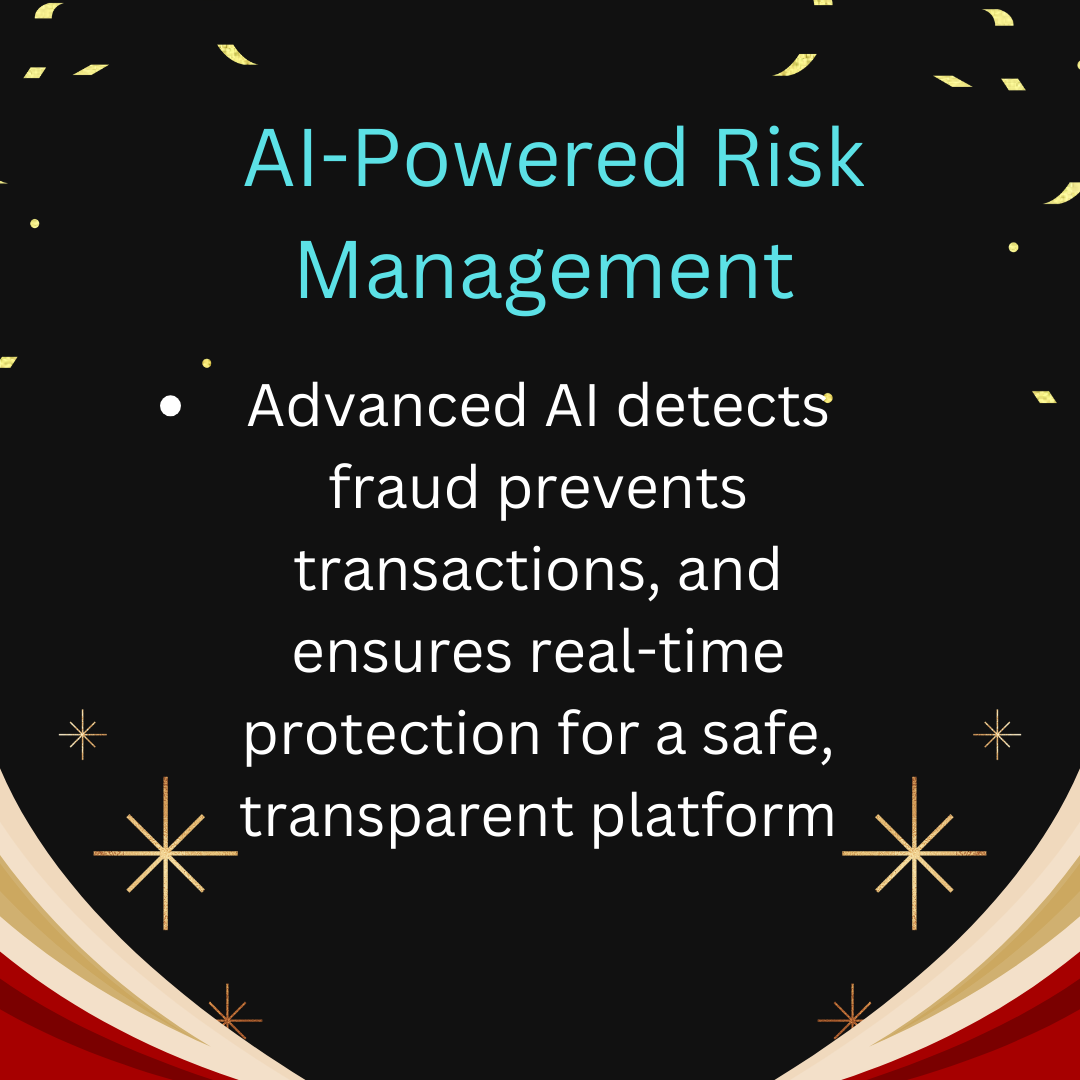 AI-Powered Risk
Management
• Advanced AI detects
fraud prevents
transactions, and
ensures real-time
protection for a safe,
transparent platform